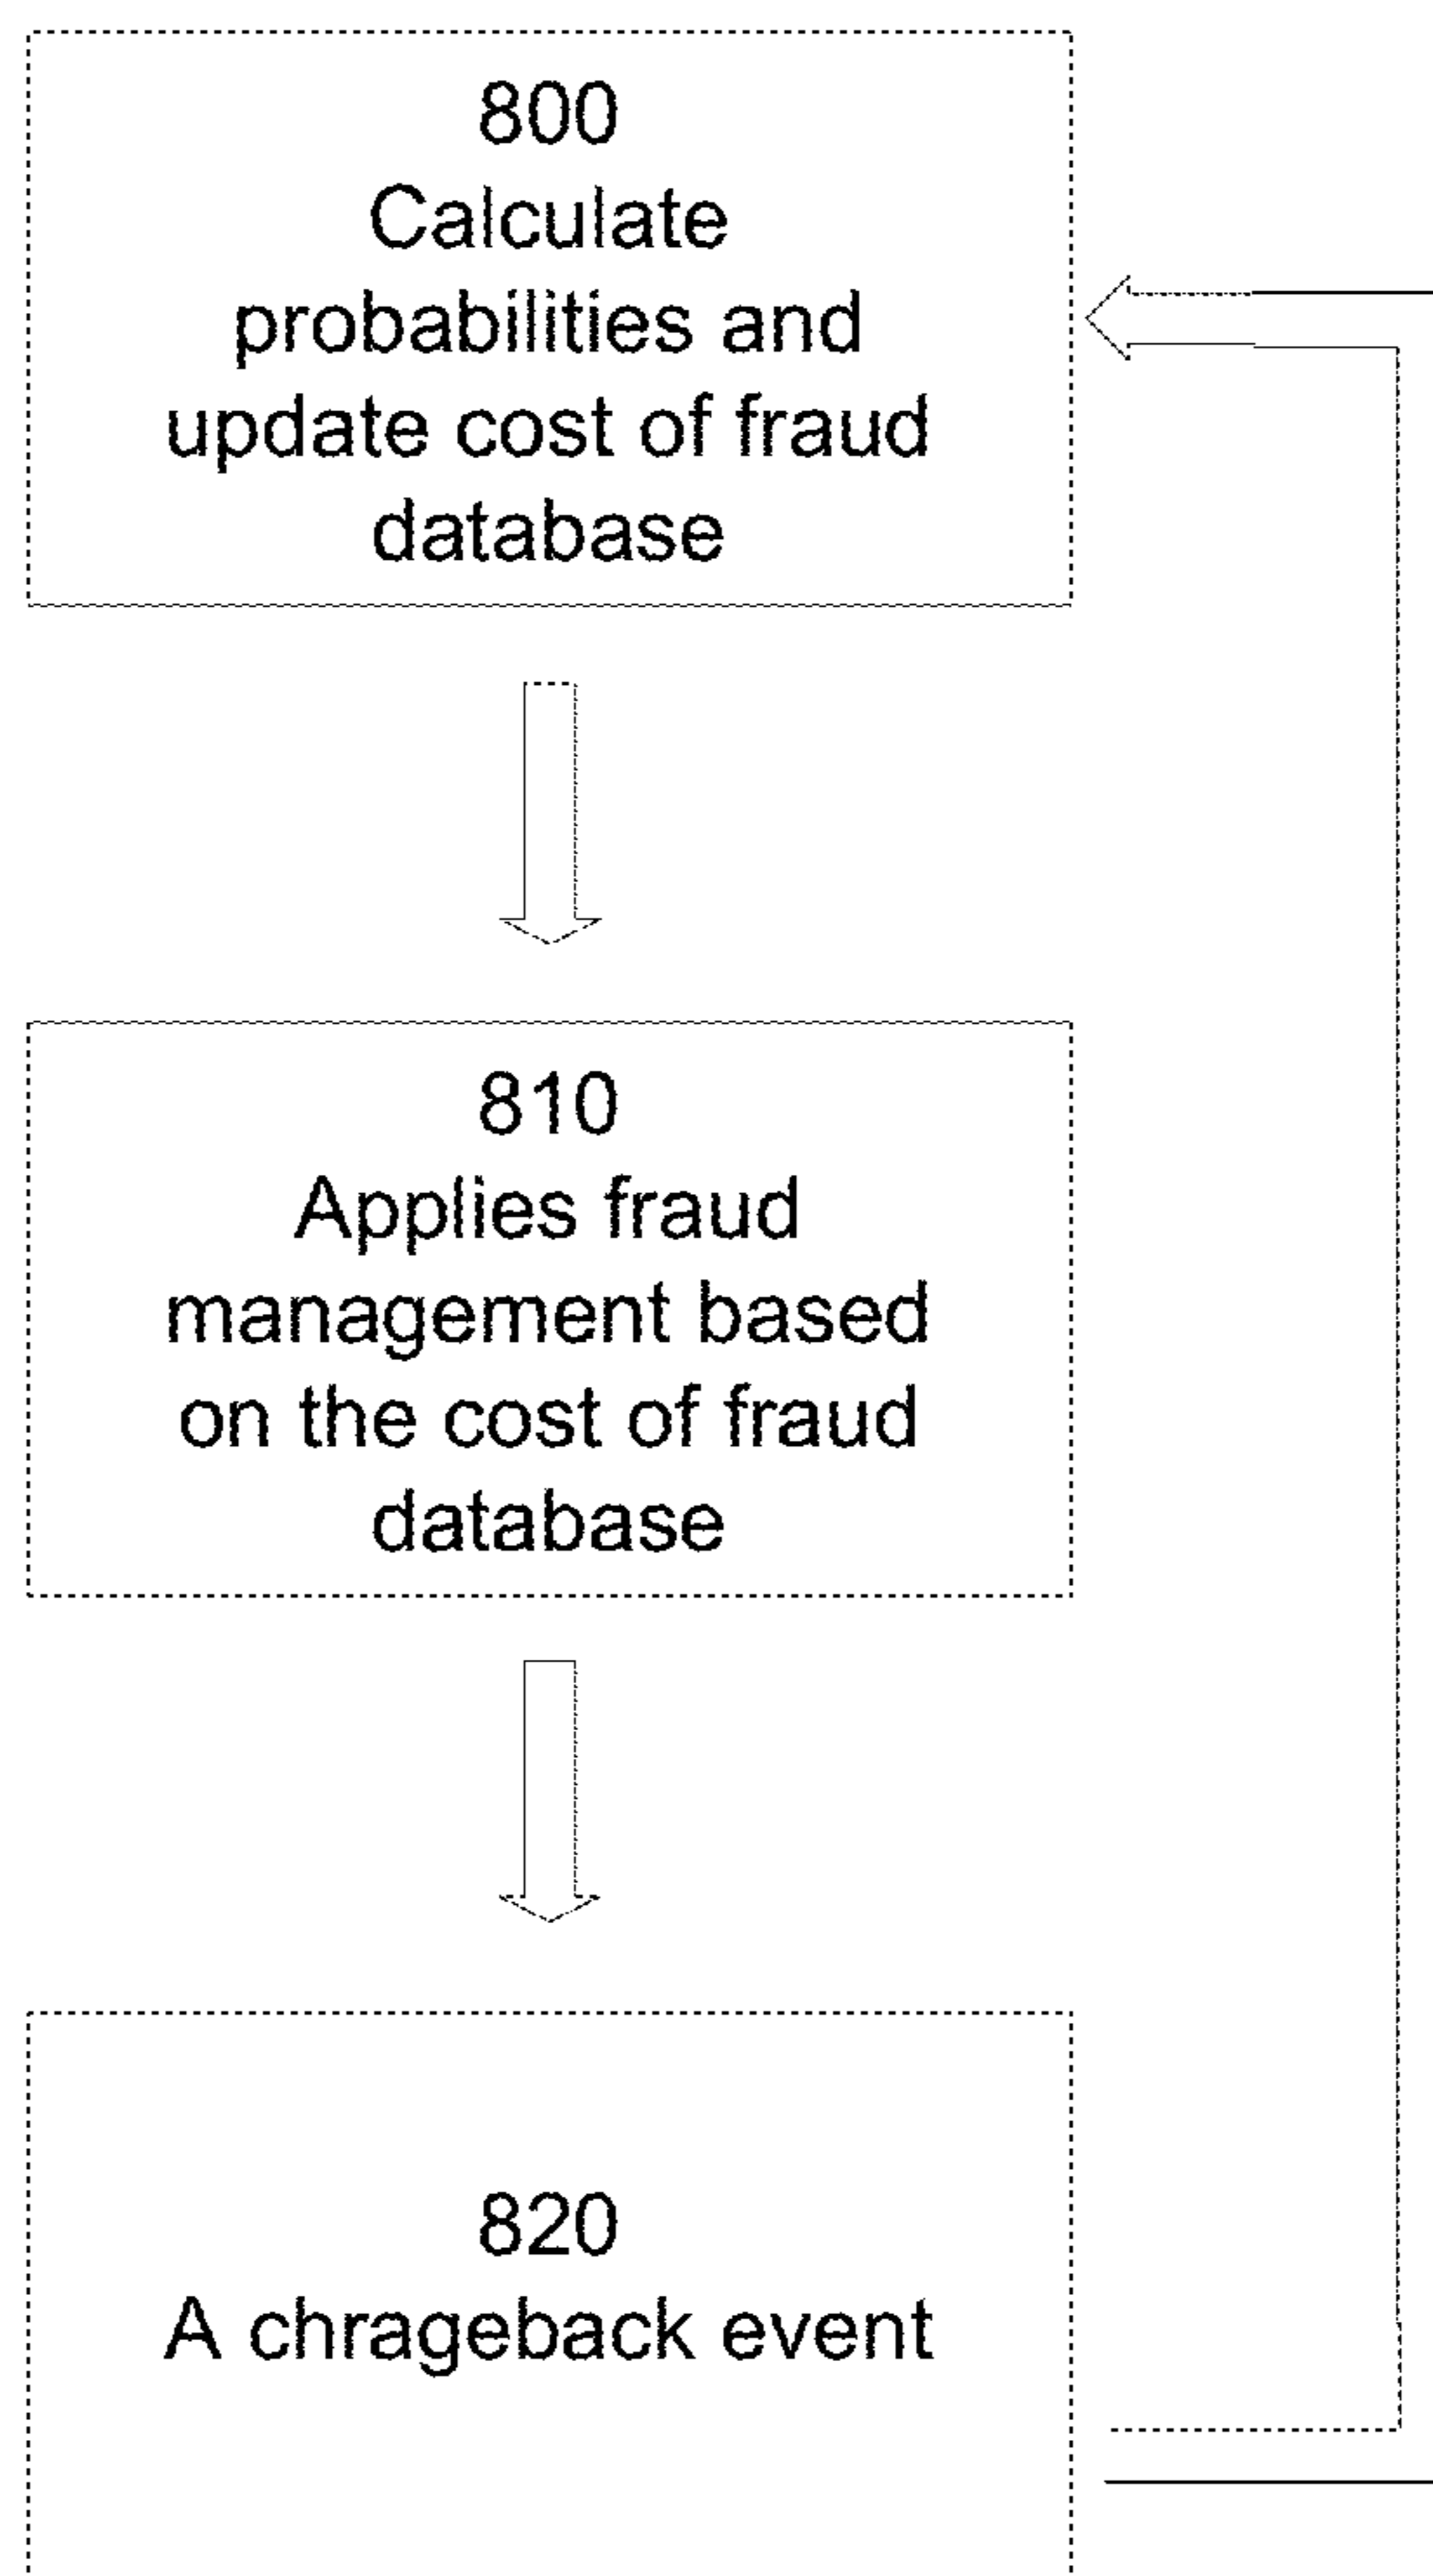 800
Calculate
probabilities and
update cost of fraud
database
810
Applies fraud
management based
on the cost of fraud
database
820
A chrageback event